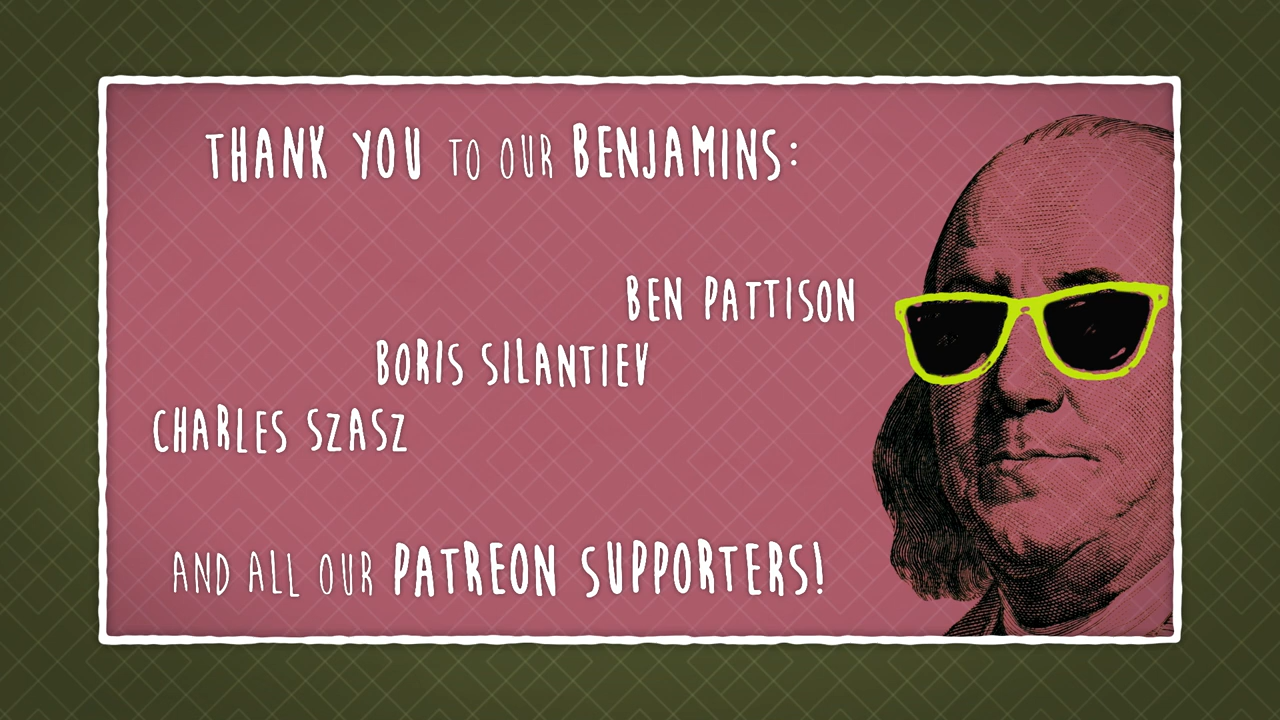 THANK YOU TO OUR BENJAMINS:
BEN PATTISON
BORIS SILANTIEV
CHARLES SZASZ
AND ALL OUR PATREON SUPPORTERS!